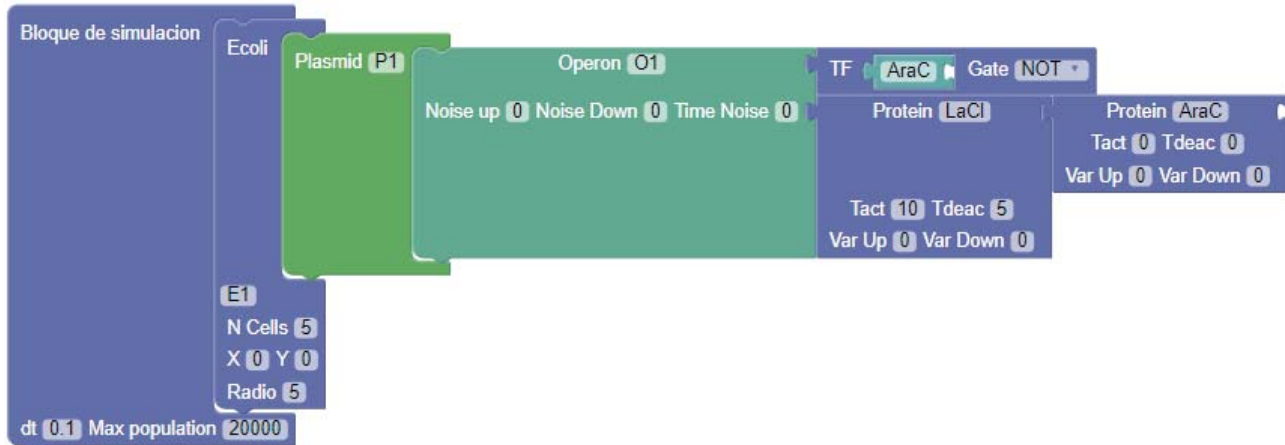 Bloque de simulacion
Ecoli
Plasmid P1
Operon O1
TF AraC Gate NOT
Noise up 0 Noise Down 0 Time Noise 0
Protein LaCl
Tact 10 Tdeac 5
Var Up 0 Var Down 0
Protein AraC
Tact 0 Tdeac 0
Var Up 0 Var Down 0
E1
N Cells 5
X 0 Y 0
Radio 5
dt 0.1 Max population 20000